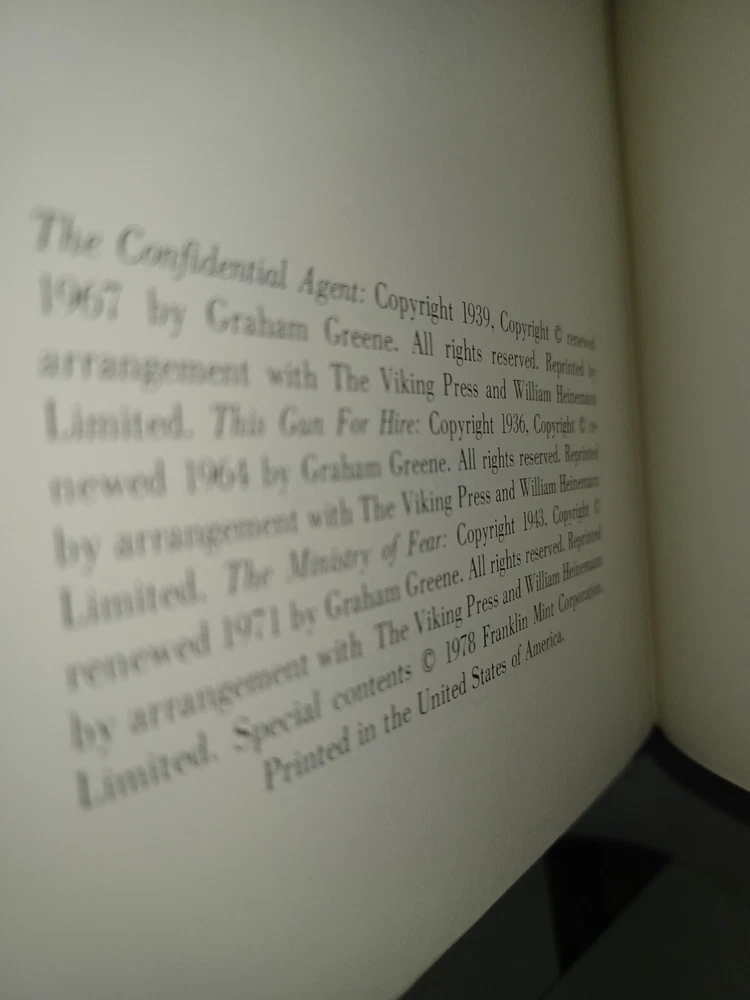 The Confidential Agent: Copyright 1939, Copyright © renewed
1967 by Graham Greene. All rights reserved. Reprinted by
arrangement with The Viking Press and William Heinemann
Limited. This Gun For Hire: Copyright 1936, Copyright © re-
newed 1964 by Graham Greene. All rights reserved. Reprinted
by arrangement with The Viking Press and William Heinemann
Limited. The Ministry of Fear: Copyright 1943, Copyright ©
renewed 1971 by Graham Greene. All rights reserved. Reprinted
by arrangement with The Viking Press and William Heinemann
Limited. Special contents © 1978 Franklin Mint Corporation.
Printed in the United States of America.